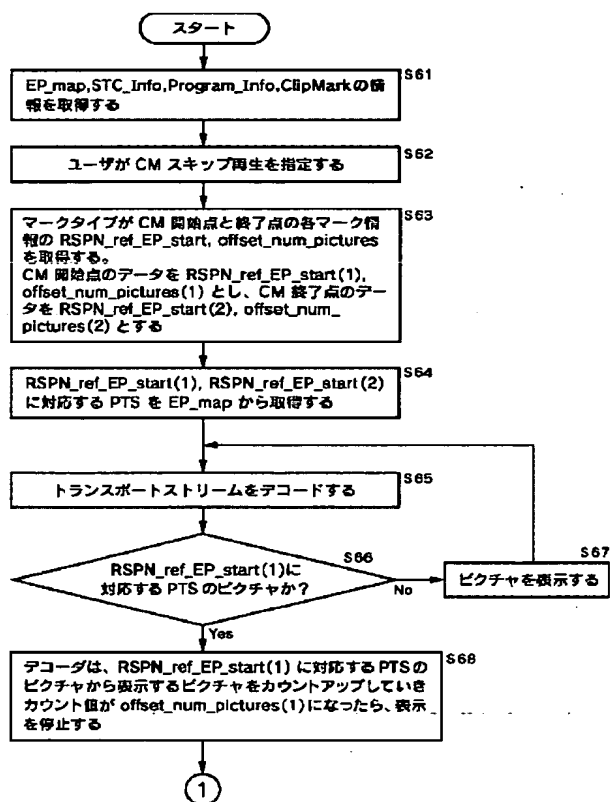 スタート
S61
EP_map,STC_Info,Program_Info,ClipMarkの情
報を取得する
S62
ユーザが CM スキップ再生を指定する
S63
マークタイプが CM 開始点と終了点の各マーク情
報の RSPN_ref_EP_start, offset_num_pictures
を取得する。
CM 開始点のデータを RSPN_ref_EP_start(1),
offset_num_pictures(1) とし、CM 終了点のデー
タを RSPN_ref_EP_start(2), offset_num_
pictures(2) とする
S64
RSPN_ref_EP_start(1), RSPN_ref_EP_start(2)
に対応する PTS を EP_map から取得する
S65
トランスポートストリームをデコードする
S66
RSPN_ref_EP_start(1)に
対応する PTS のピクチャか?
No
S67
ピクチャを表示する
Yes
S68
デコーダは、RSPN_ref_EP_start(1) に対応する PTS の
ピクチャから表示するピクチャをカウントアップしていき
カウント値が offset_num_pictures(1)になったら、表示
を停止する
1